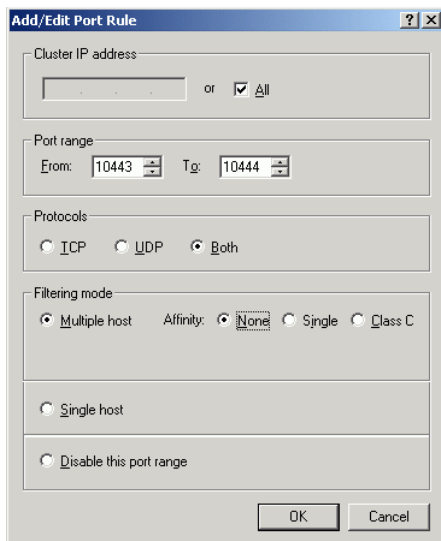 Add/Edit Port Rule
Cluster IP address
. . . or All
Port range
From: 10443 To: 10444
Protocols
TCP UDP Both
Filtering mode
Multiple host Affinity: None Single Class C
Single host
Disable this port range
OK Cancel